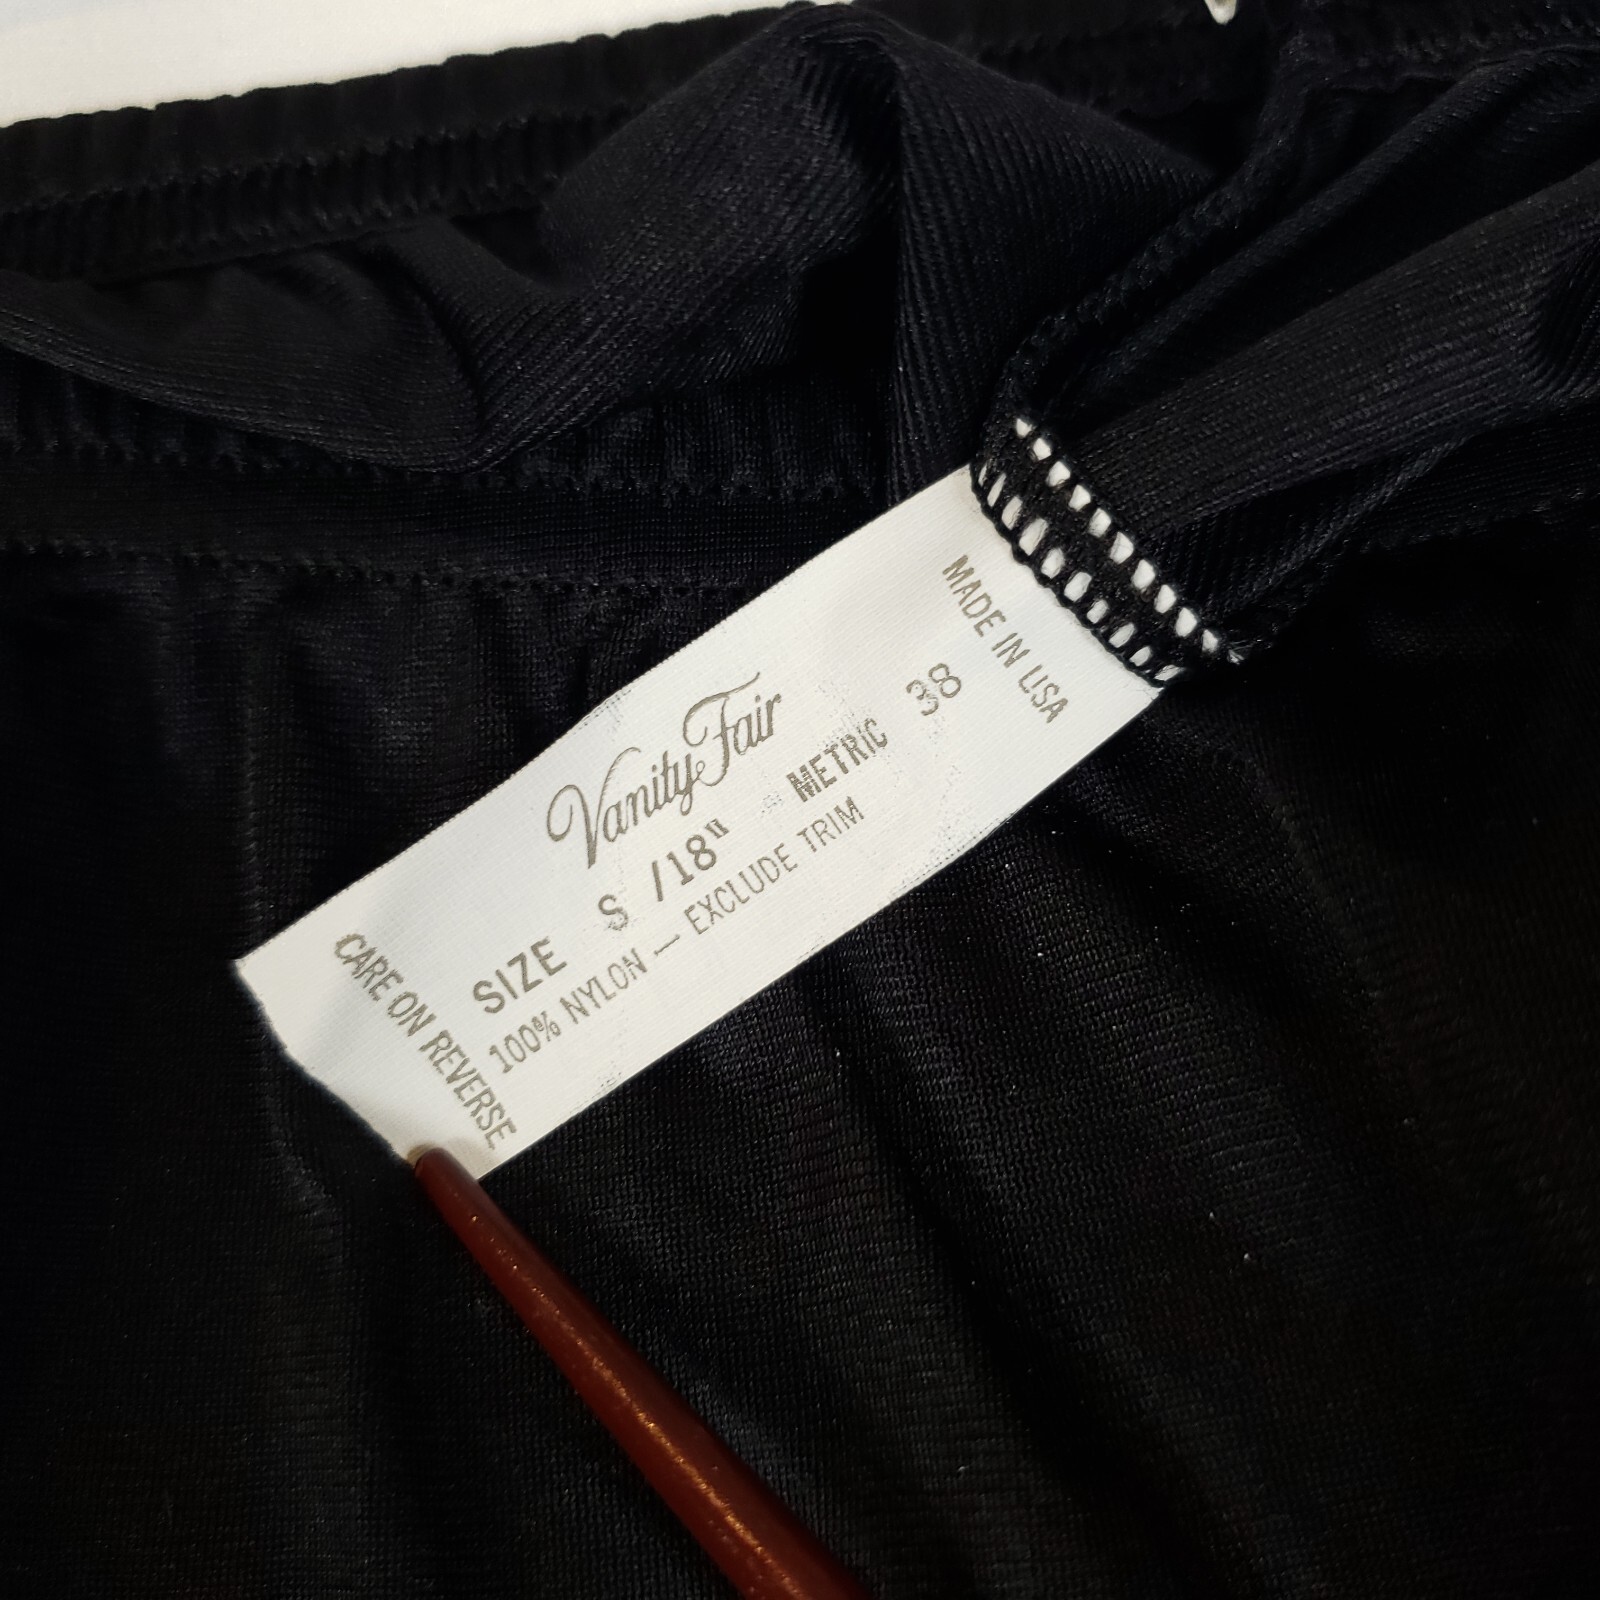 Vanity Fair
SIZE S /18" METRIC 38
100% NYLON — EXCLUDE TRIM
MADE IN USA
CARE ON REVERSE